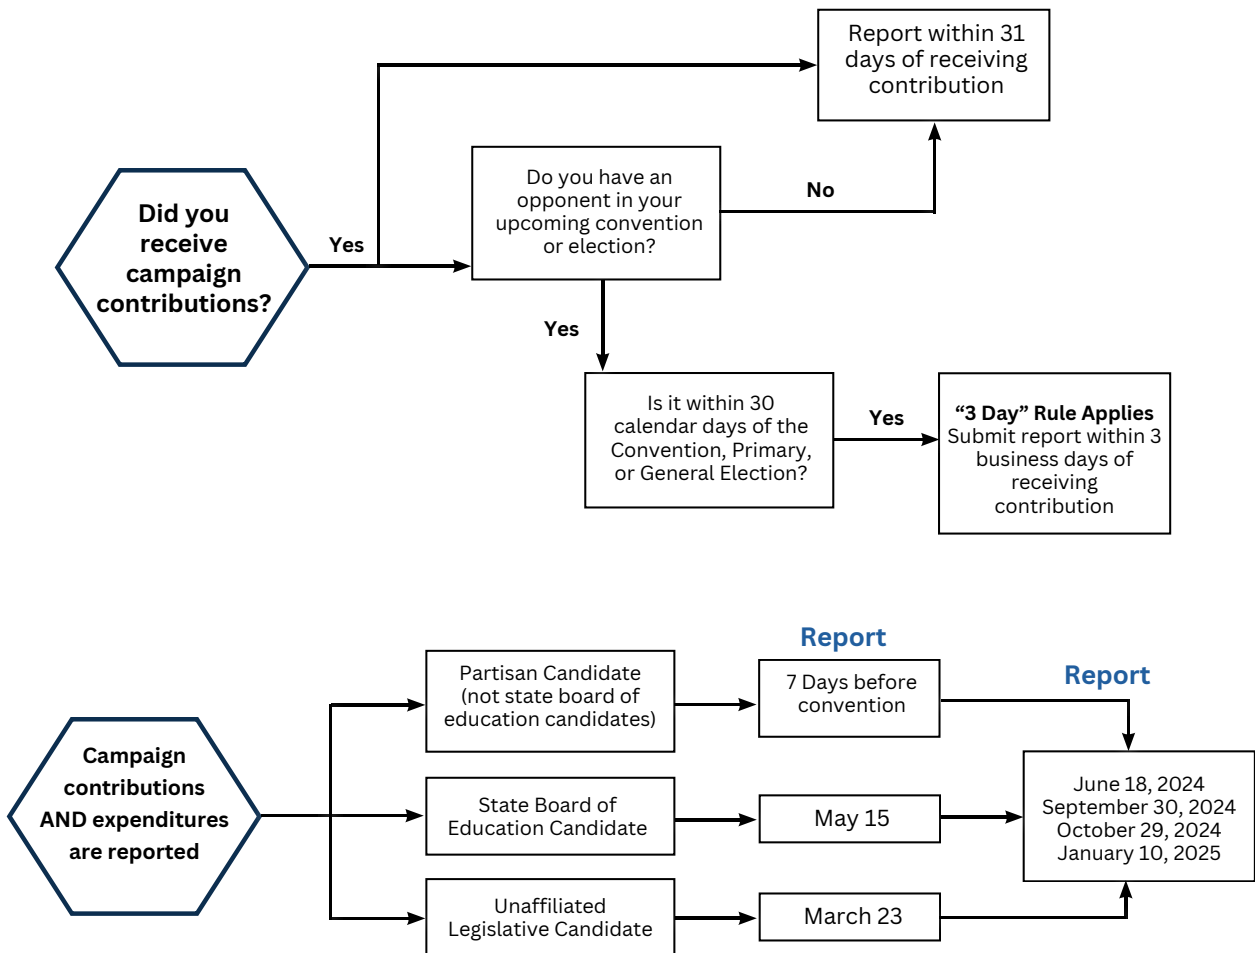 Report within 31
days of receiving
contribution
Did you
receive
campaign
contributions?
Yes
Do you have an
opponent in your
upcoming convention
or election?
No
Yes
Is it within 30
calendar days of the
Convention, Primary,
or General Election?
Yes
“3 Day” Rule Applies
Submit report within 3
business days of
receiving
contribution
Report
Report
Campaign
contributions
AND expenditures
are reported
Partisan Candidate
(not state board of
education candidates)
7 Days before
convention
State Board of
Education Candidate
May 15
Unaffiliated
Legislative Candidate
March 23
June 18, 2024
September 30, 2024
October 29, 2024
January 10, 2025